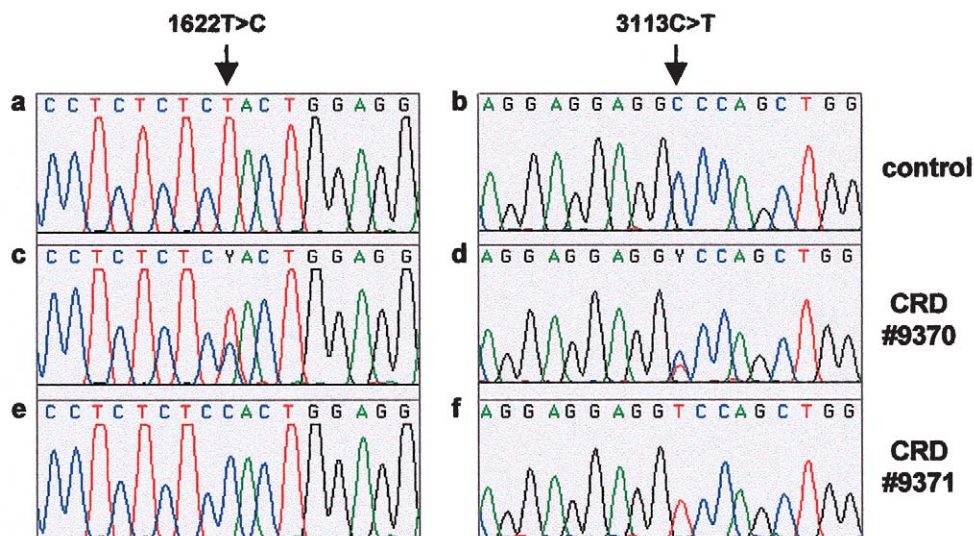 1622T>C 3113C>T
a C C T C T C T C T A C T G G A G G
b A G G A G G A G G C C C A G C T G G
control
c C C T C T C T C Y A C T G G A G G
d A G G A G G A G G Y C C A G C T G G
CRD
#9370
e C C T C T C T C C A C T G G A G G
f A G G A G G A G G T C C A G C T G G
CRD
#9371